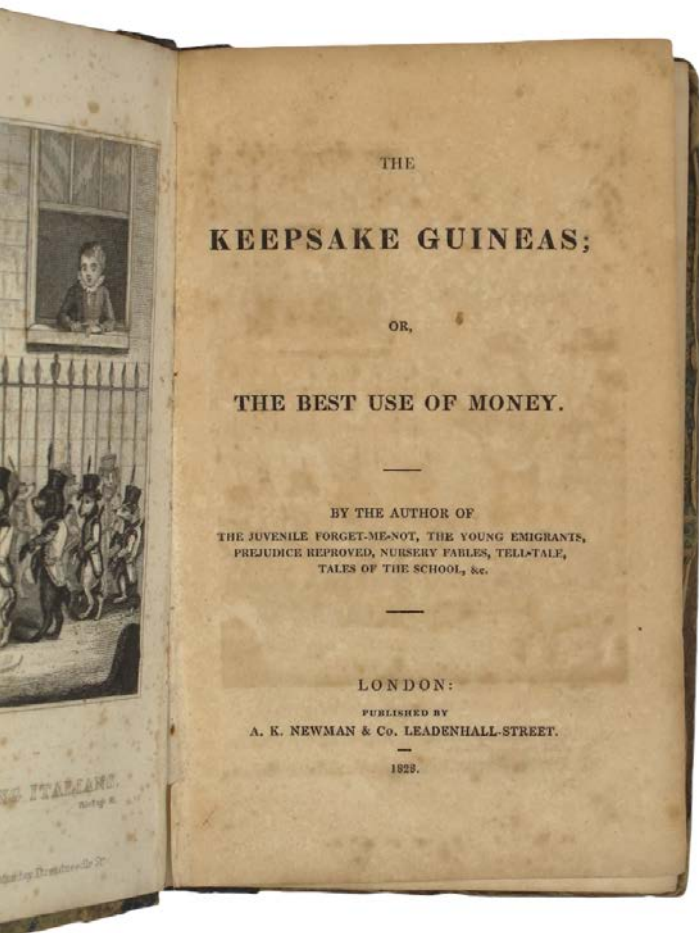 THE
KEEPSAKE GUINEAS;
OR,
THE BEST USE OF MONEY.
BY THE AUTHOR OF
THE JUVENILE FORGET-ME-NOT, THE YOUNG EMIGRANTS,
PREJUDICE REPROVED, NURSERY FABLES, TELL-TALE,
TALES OF THE SCHOOL, &c.
LONDON:
PUBLISHED BY
A. K. NEWMAN & Co. LEADENHALL-STREET.
1828.
ITALIANS.
Threadneedle St